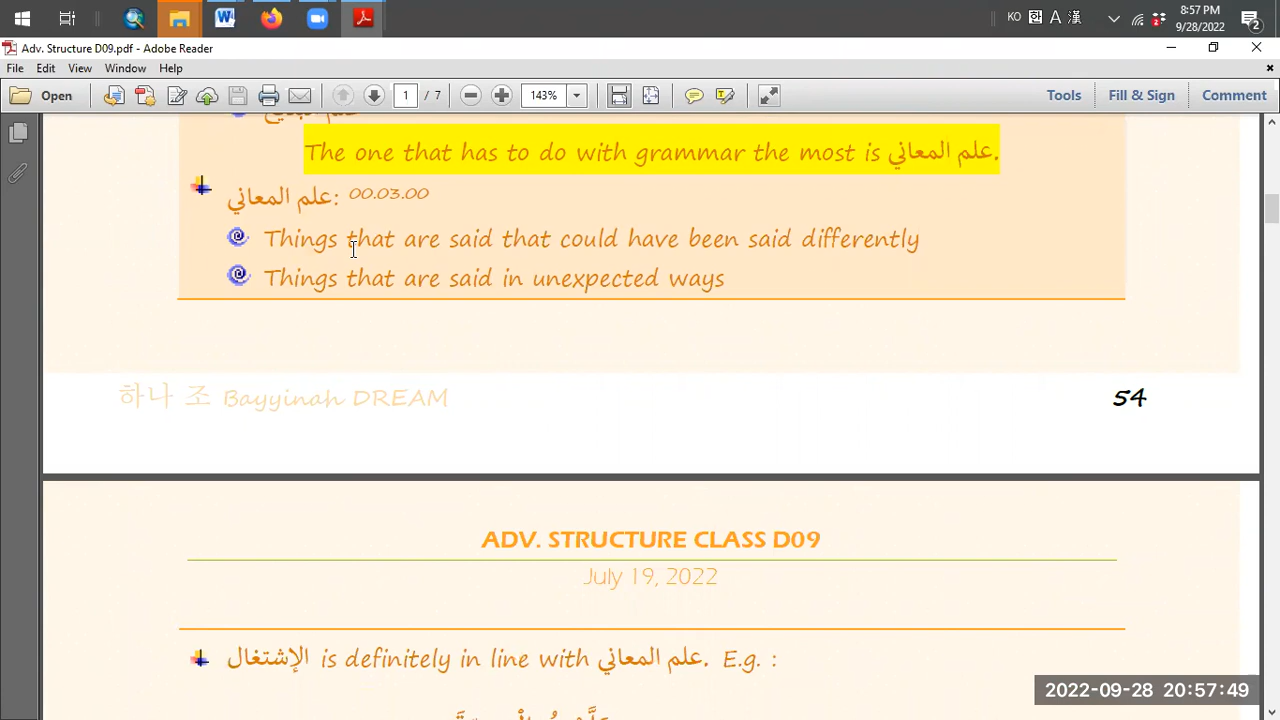 KO 한 A 漢
8:57 PM
9/28/2022
2
Adv. Structure D09.pdf - Adobe Reader
File Edit View Window Help
Open 1 / 7 143% Tools Fill & Sign Comment
The one that has to do with grammar the most is علم المعاني.
علم المعاني: 00.03.00
Things that are said that could have been said differently
Things that are said in unexpected ways
하나 조 Bayyinah DREAM 54
ADV. STRUCTURE CLASS D09
July 19, 2022
الإشتغال is definitely in line with علم المعاني. E.g. :
2022-09-28 20:57:49